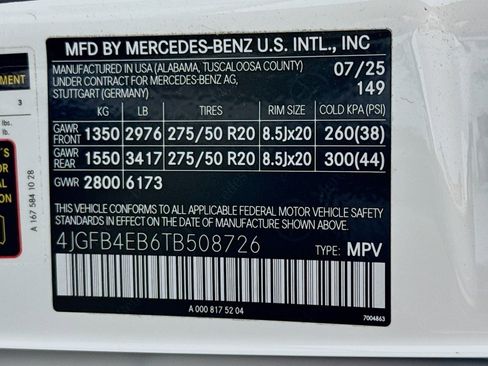 MFD BY MERCEDES-BENZ U.S. INTL., INC
MANUFACTURED IN USA (ALABAMA, TUSCALOOSA COUNTY)
UNDER CONTRACT FOR MERCEDES-BENZ AG,
STUTTGART (GERMANY)
07/25
149
KG LB TIRES RIM SIZE COLD KPA (PSI)
GAWR FRONT 1350 2976 275/50 R20 8.5Jx20 260(38)
GAWR REAR 1550 3417 275/50 R20 8.5Jx20 300(44)
GVWR 2800 6173
THIS VEHICLE CONFORMS TO ALL APPLICABLE FEDERAL MOTOR VEHICLE SAFETY
STANDARDS IN EFFECT ON THE DATE OF MANUFACTURE SHOWN ABOVE.
4JGFB4EB6TB508726 TYPE: MPV
A 000 817 52 04
7004863
MENT
3
lbs.
lb.
A 167 584 10 28